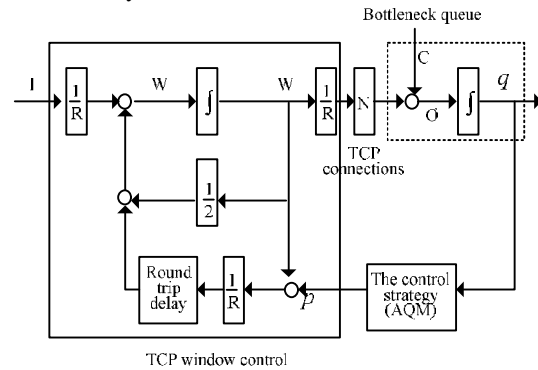 Bottleneck queue
C
1
1
R
W
∫
W
1
R
N
σ
∫
q
TCP
connections
1
2
Round
trip
delay
1
R
p
The control
strategy
(AQM)
TCP window control